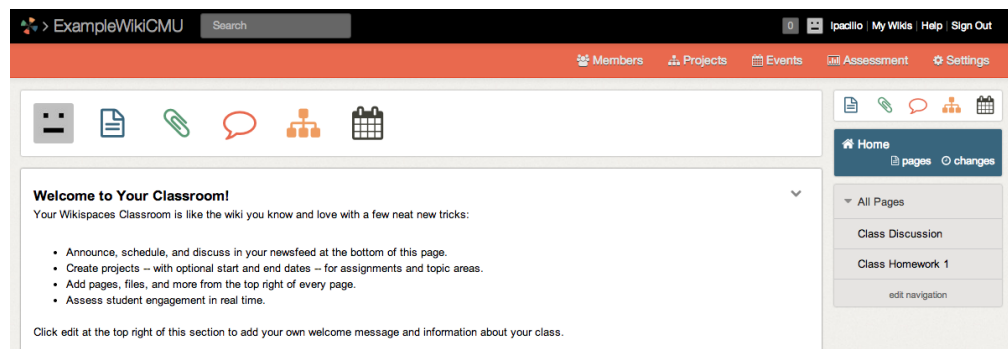 > ExampleWikiCMU Search 0 lpacilio | My Wikis | Help | Sign Out
Members Projects Events Assessment Settings
Home
pages changes
Welcome to Your Classroom!
Your Wikispaces Classroom is like the wiki you know and love with a few neat new tricks:
• Announce, schedule, and discuss in your newsfeed at the bottom of this page.
• Create projects -- with optional start and end dates -- for assignments and topic areas.
• Add pages, files, and more from the top right of every page.
• Assess student engagement in real time.
Click edit at the top right of this section to add your own welcome message and information about your class.
All Pages
Class Discussion
Class Homework 1
edit navigation